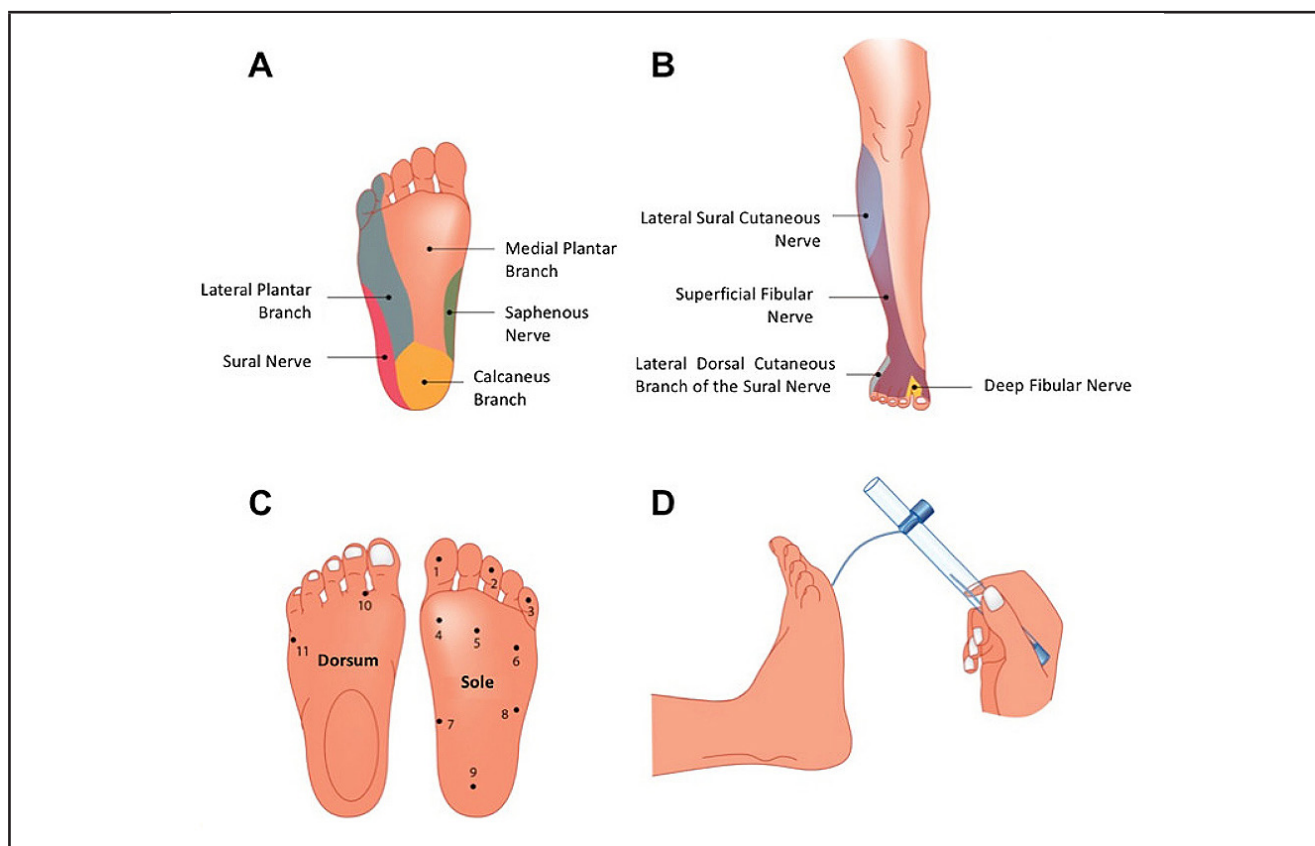 A
Medial Plantar
Branch
Lateral Plantar
Branch
Saphenous
Nerve
Sural Nerve
Calcaneus
Branch
B
Lateral Sural Cutaneous
Nerve
Superficial Fibular
Nerve
Lateral Dorsal Cutaneous
Branch of the Sural Nerve
Deep Fibular Nerve
C
10
11
Dorsum
1
2
3
4
5
6
Sole
7
8
9
D